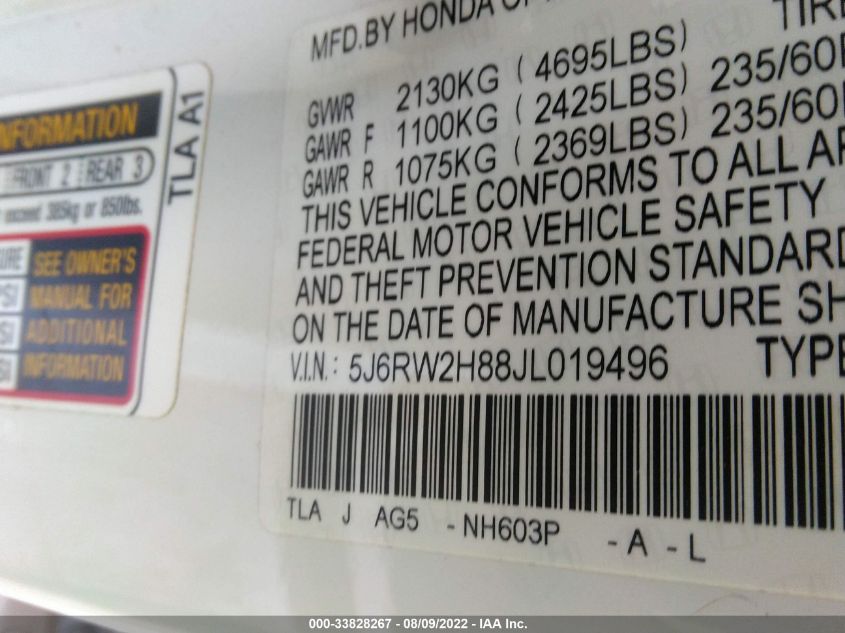 INFORMATION
FRONT 2 REAR 3
exceed 385kg or 850lbs.
SEE OWNER'S
PSI MANUAL FOR
ADDITIONAL
INFORMATION
TLA A1
MFD.BY HONDA OF
TIRE
GVWR 2130KG ( 4695LBS)
GAWR F 1100KG ( 2425LBS) 235/60
GAWR R 1075KG ( 2369LBS) 235/60
THIS VEHICLE CONFORMS TO ALL
FEDERAL MOTOR VEHICLE SAFETY
AND THEFT PREVENTION STANDARD
ON THE DATE OF MANUFACTURE SH
V.I.N.: 5J6RW2H88JL019496 TYPE
TLA J AG5 -NH603P -A -L
000-33828267 - 08/09/2022 - IAA Inc.